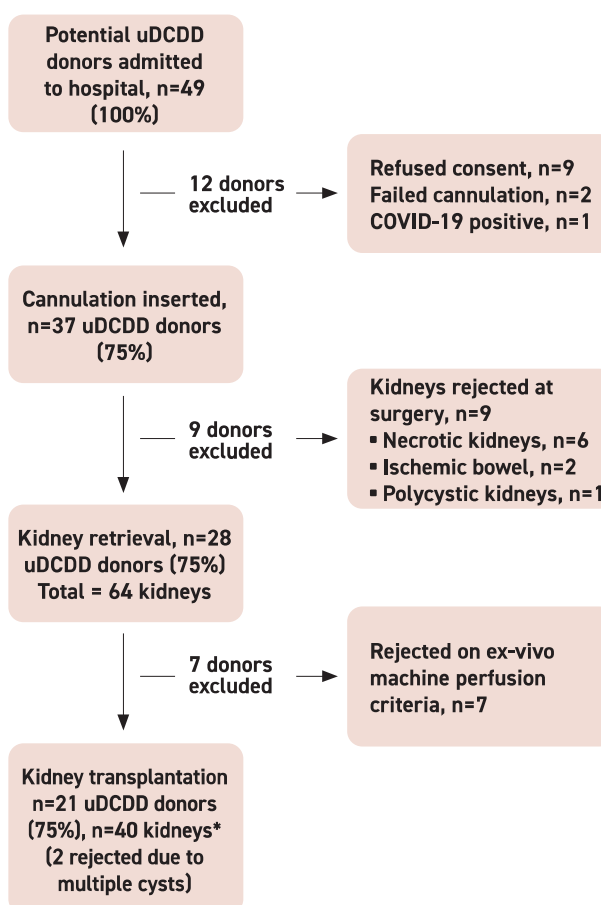 Potential uDCDD
donors admitted
to hospital, n=49
(100%)
12 donors
excluded
Refused consent, n=9
Failed cannulation, n=2
COVID-19 positive, n=1
Cannulation inserted,
n=37 uDCDD donors
(75%)
9 donors
excluded
Kidneys rejected at
surgery, n=9
▪ Necrotic kidneys, n=6
▪ Ischemic bowel, n=2
▪ Polycystic kidneys, n=1
Kidney retrieval, n=28
uDCDD donors (75%)
Total = 64 kidneys
7 donors
excluded
Rejected on ex-vivo
machine perfusion
criteria, n=7
Kidney transplantation
n=21 uDCDD donors
(75%), n=40 kidneys*
(2 rejected due to
multiple cysts)